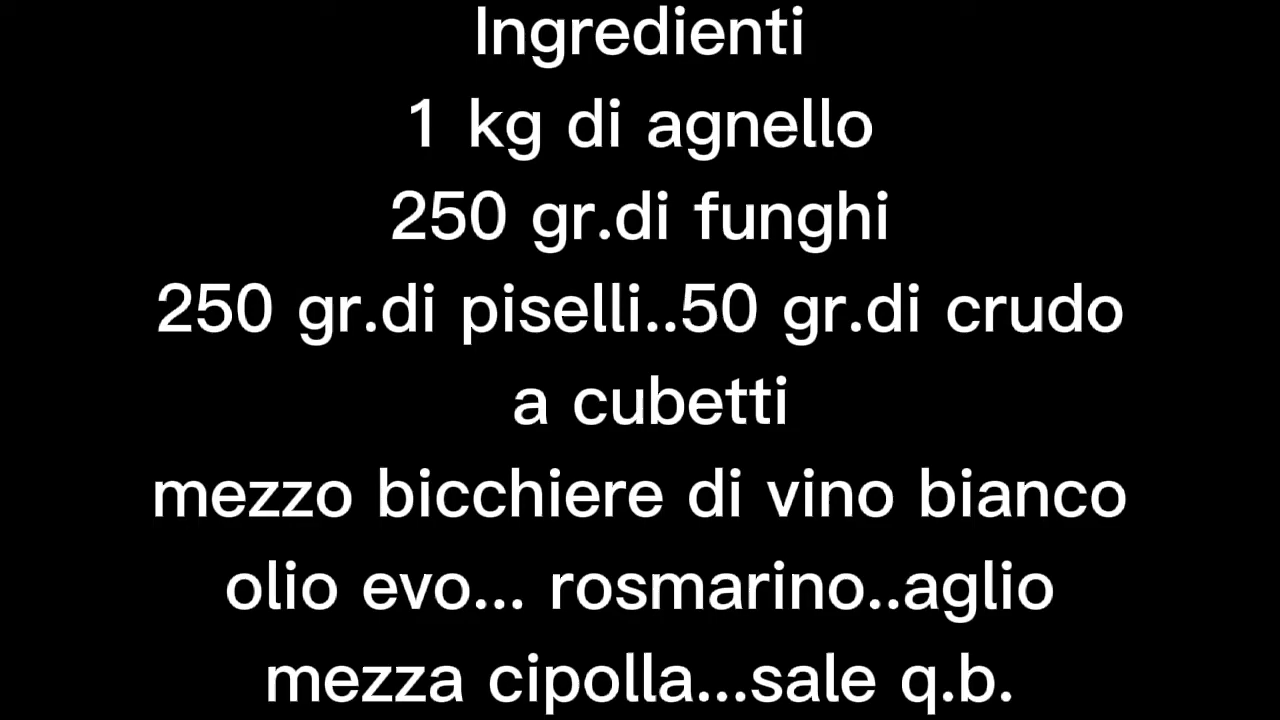 Ingredienti
1 kg di agnello
250 gr.di funghi
250 gr.di piselli..50 gr.di crudo
a cubetti
mezzo bicchiere di vino bianco
olio evo... rosmarino..aglio
mezza cipolla...sale q.b.